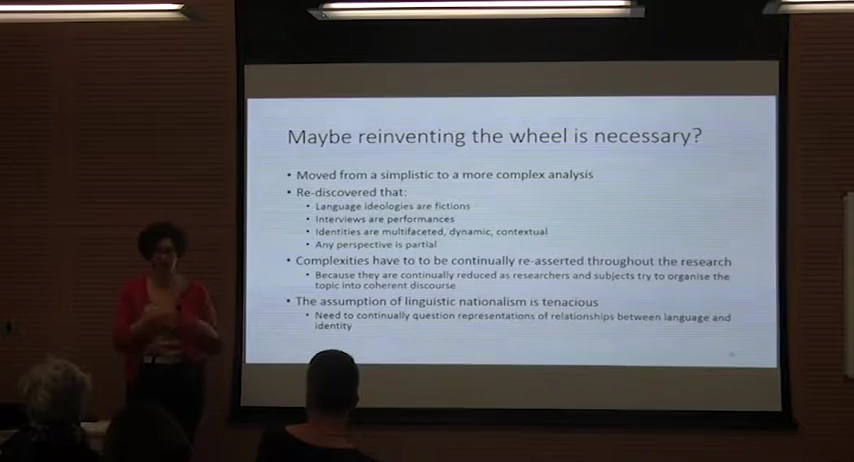 Maybe reinventing the wheel is necessary?
• Moved from a simplistic to a more complex analysis
• Re-discovered that:
• Language ideologies are fictions
• Interviews are performances
• Identities are multifaceted, dynamic, contextual
• Any perspective is partial
• Complexities have to to be continually re-asserted throughout the research
• Because they are continually reduced as researchers and subjects try to organise the
topic into coherent discourse
• The assumption of linguistic nationalism is tenacious
• Need to continually question representations of relationships between language and
identity